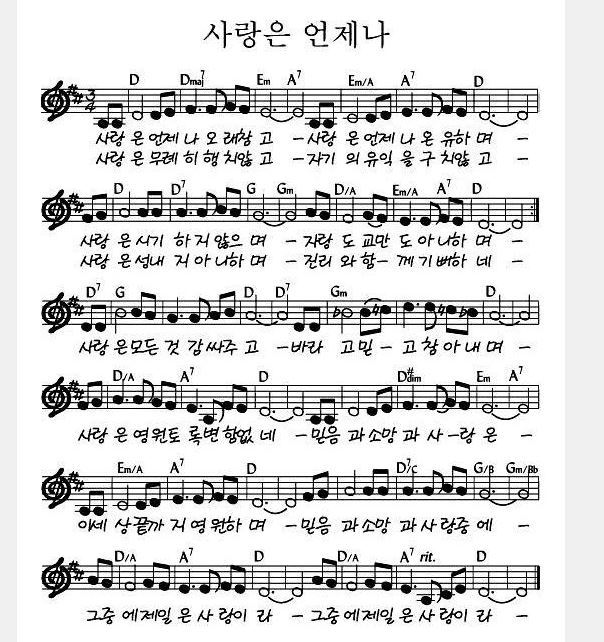 사랑은 언제나
D Dmaj7 Em A7 Em/A A7 D
3/4
사랑 은 언제 나 오 래참 고 - 사랑 은 언제 나 온 유하 며 -
사랑 은 무례 히 행 치않 고 - 자기 의 유익 을 구 치않 고 -
D D7 G Gm D/A Em/A A7 D
사랑 은 시기 하 지 않으 며 - 자랑 도 교만 도 아 니하 며 -
사랑 은 성내 지 아 니하 며 - 진리 와 함- 께 기 뻐하 네 -
D7 G D D7 Gm D
사랑 은 모든 것 감 싸주 고 - 바라 고 믿- 고 참 아 내 며 -
D/A A7 D D#dim Em A7
사랑 은 영원토 록 변 함없 네 - 믿음 과 소망 과 사 -랑 은 -
Em/A A7 D D7/C G/B Gm/Bb
이세 상 끝까 지 영 원하 며 - 믿음 과 소망 과 사 랑중 에 -
D/A A7 D D/A A7 rit. D
그중 에 제일 은 사 랑이 라 - 그중 에 제일 은 사 랑이 라 -